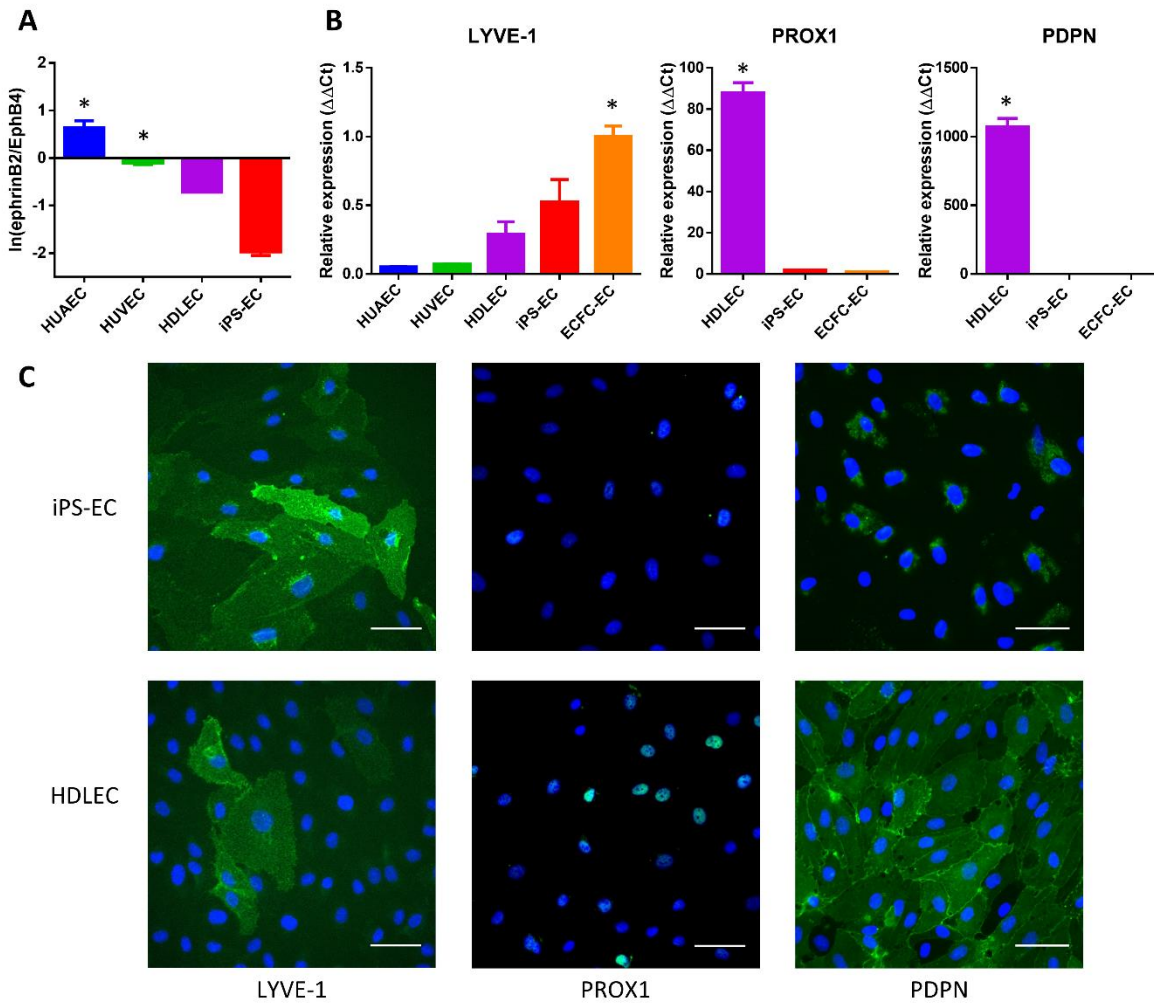 A
ln(ephrinB2/EphB4)
1
0
-1
-2
*
*
HUAEC
HUVEC
HDLEC
iPS-EC
B
LYVE-1
Relative expression (ΔΔCt)
1.5
1.0
0.5
0.0
*
HUAEC
HUVEC
HDLEC
iPS-EC
ECFC-EC
PROX1
Relative expression (ΔΔCt)
100
80
60
40
20
0
*
HDLEC
iPS-EC
ECFC-EC
PDPN
Relative expression (ΔΔCt)
1500
1000
500
0
*
HDLEC
iPS-EC
ECFC-EC
C
iPS-EC
HDLEC
LYVE-1
PROX1
PDPN